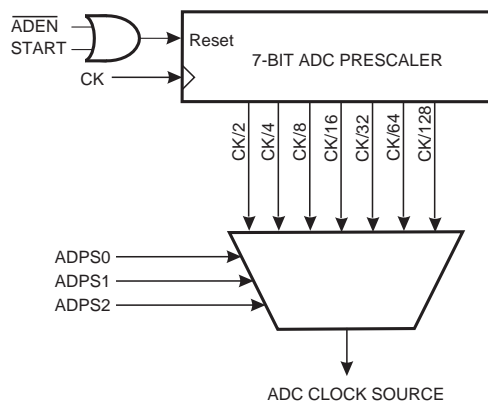 ADEN
START
Reset
7-BIT ADC PRESCALER
CK
CK/2
CK/4
CK/8
CK/16
CK/32
CK/64
CK/128
ADPS0
ADPS1
ADPS2
ADC CLOCK SOURCE